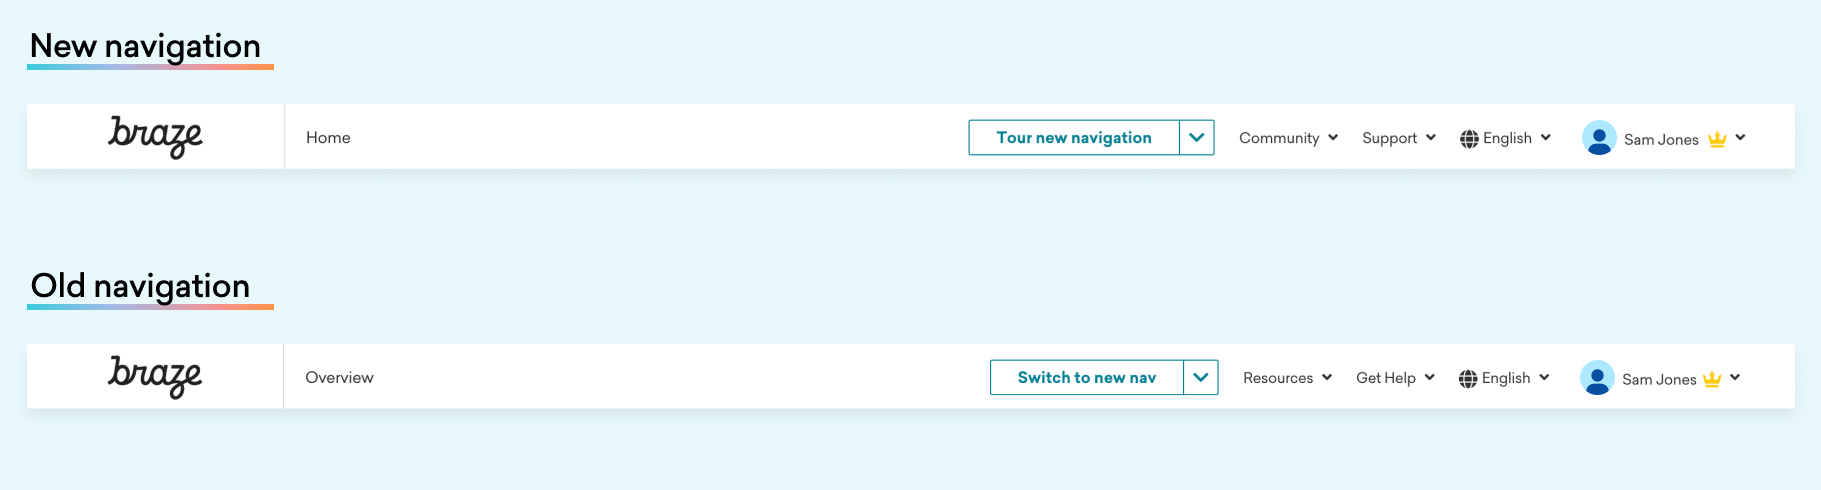 New navigation
braze Home Tour new navigation Community Support English Sam Jones
Old navigation
braze Overview Switch to new nav Resources Get Help English Sam Jones